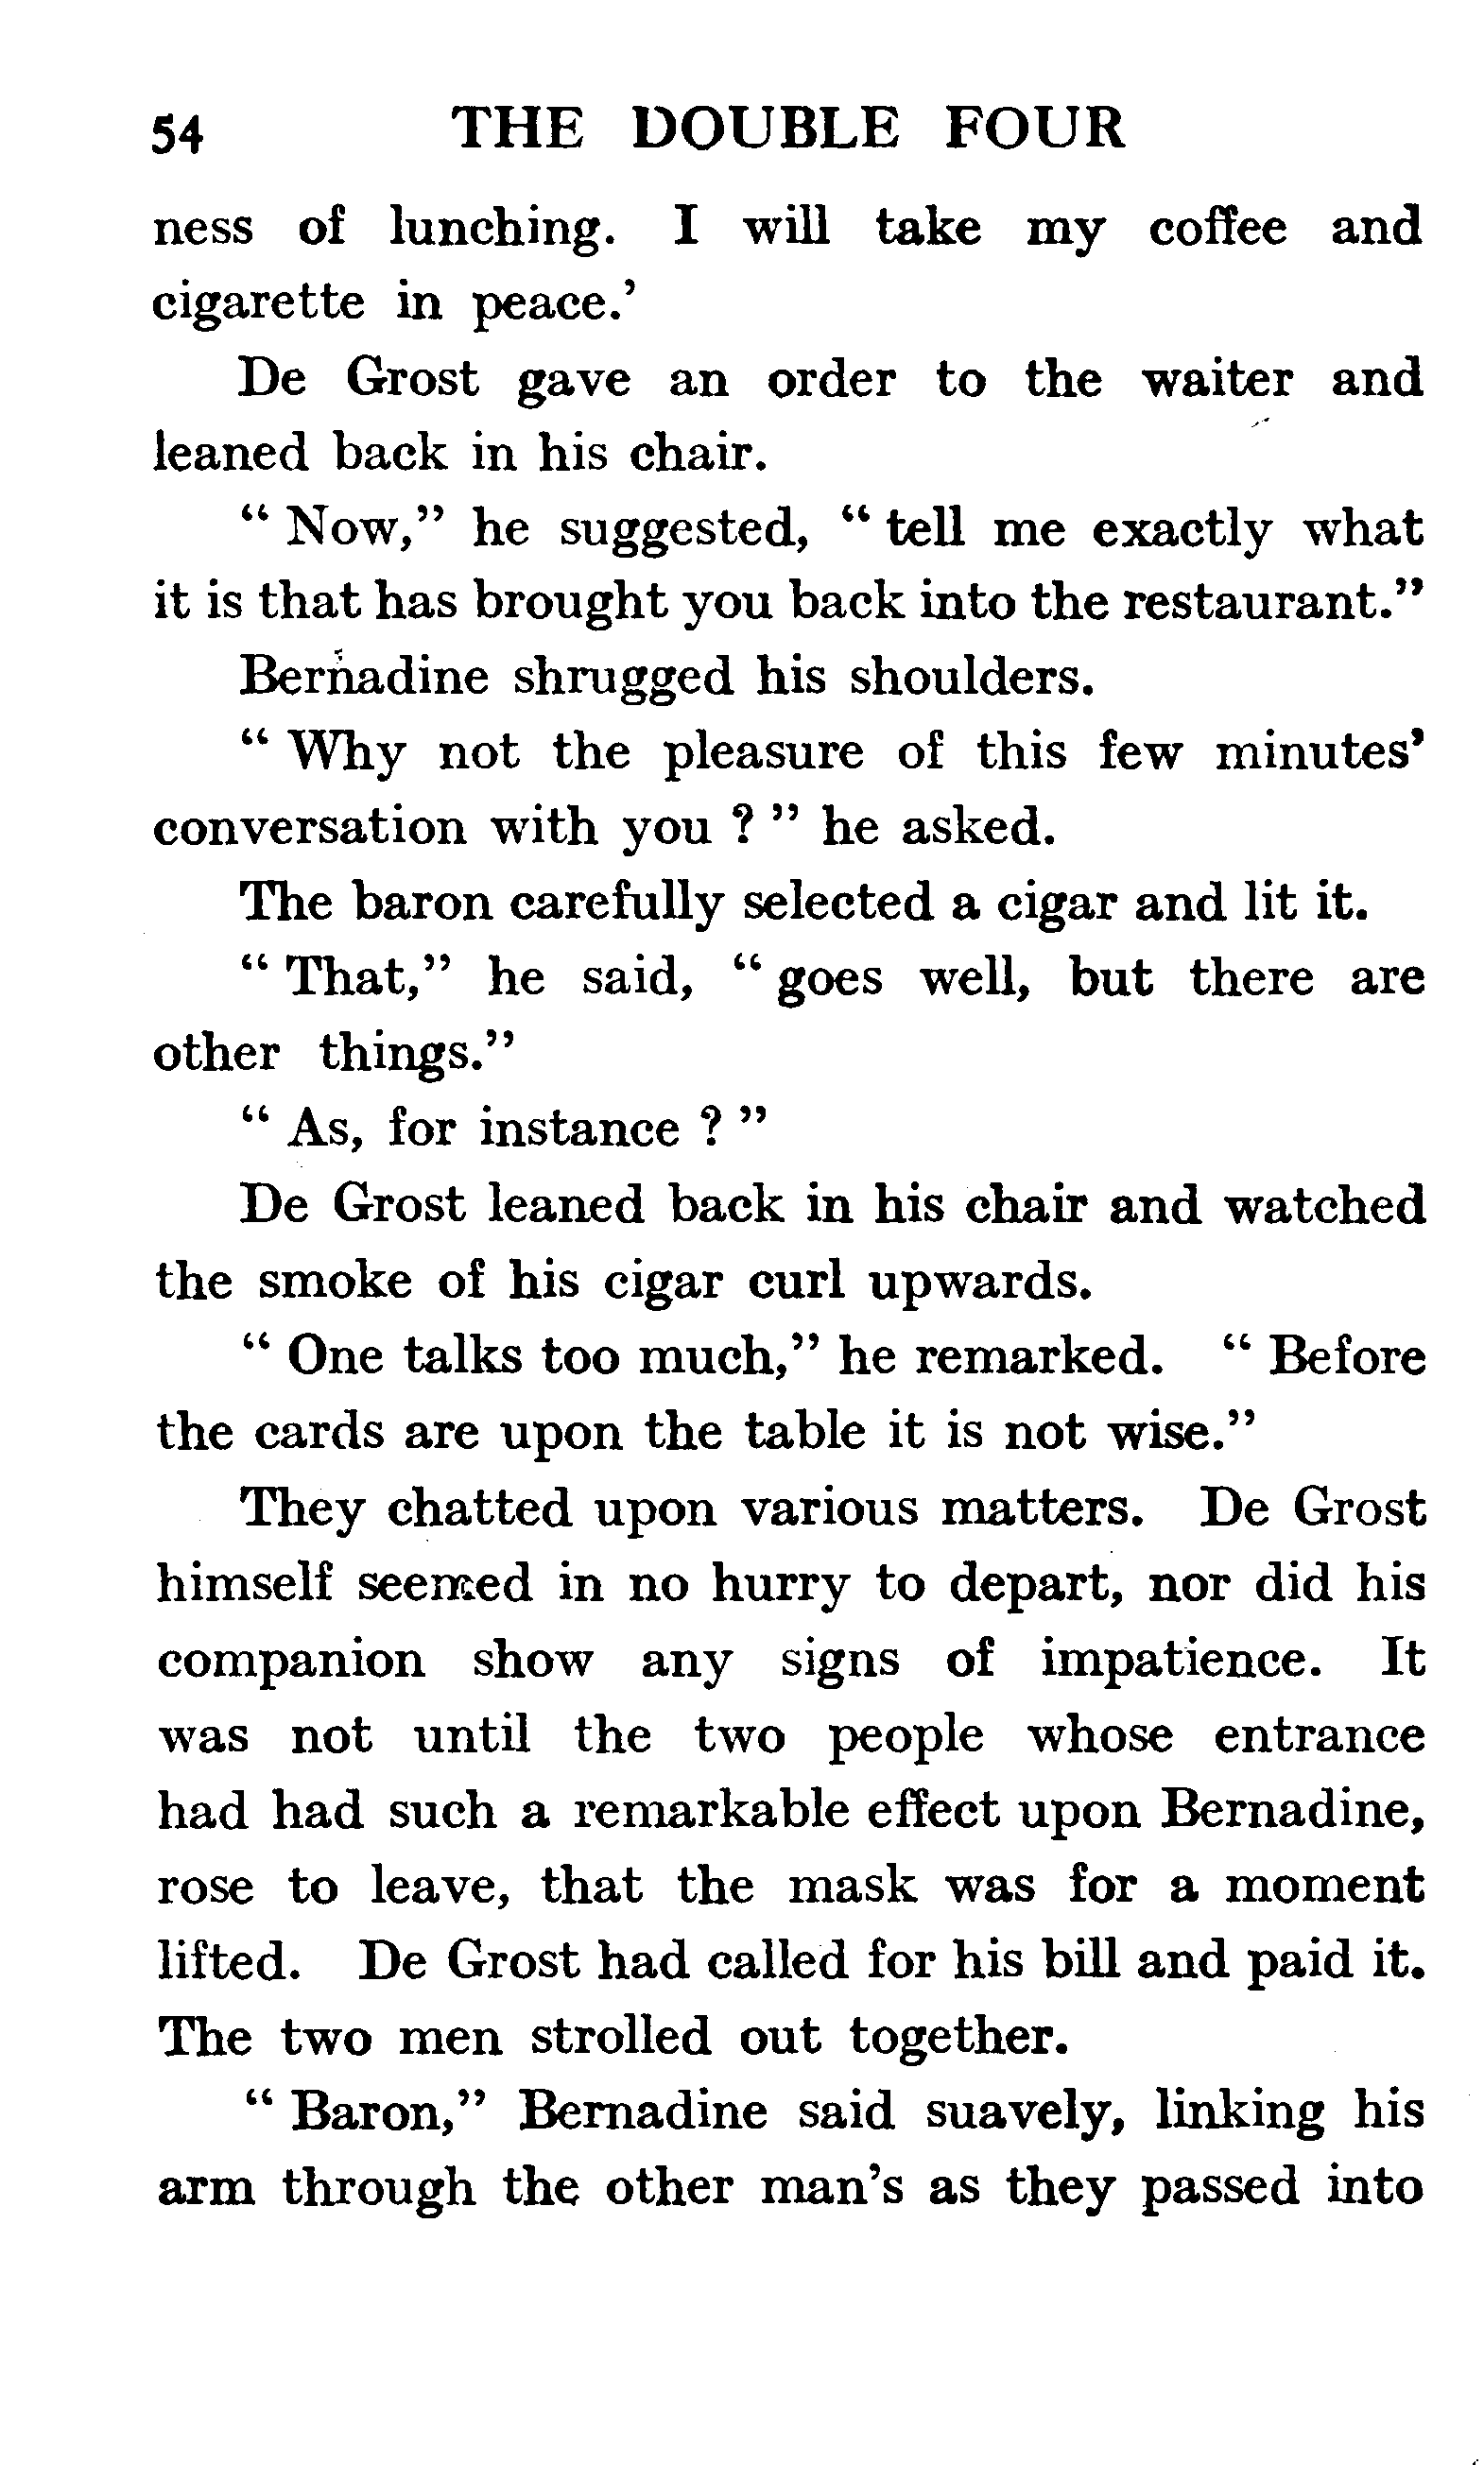 54 THE DOUBLE FOUR
ness of lunching. I will take my coffee and
cigarette in peace.’
De Grost gave an order to the waiter and
leaned back in his chair.
“ Now,” he suggested, “ tell me exactly what
it is that has brought you back into the restaurant.”
Bernadine shrugged his shoulders.
“ Why not the pleasure of this few minutes’
conversation with you ? ” he asked.
The baron carefully selected a cigar and lit it.
“ That,” he said, “ goes well, but there are
other things.”
“ As, for instance ? ”
De Grost leaned back in his chair and watched
the smoke of his cigar curl upwards.
“ One talks too much,” he remarked. “ Before
the cards are upon the table it is not wise.”
They chatted upon various matters. De Grost
himself seemed in no hurry to depart, nor did his
companion show any signs of impatience. It
was not until the two people whose entrance
had had such a remarkable effect upon Bernadine,
rose to leave, that the mask was for a moment
lifted. De Grost had called for his bill and paid it.
The two men strolled out together.
“ Baron,” Bernadine said suavely, linking his
arm through the other man’s as they passed into